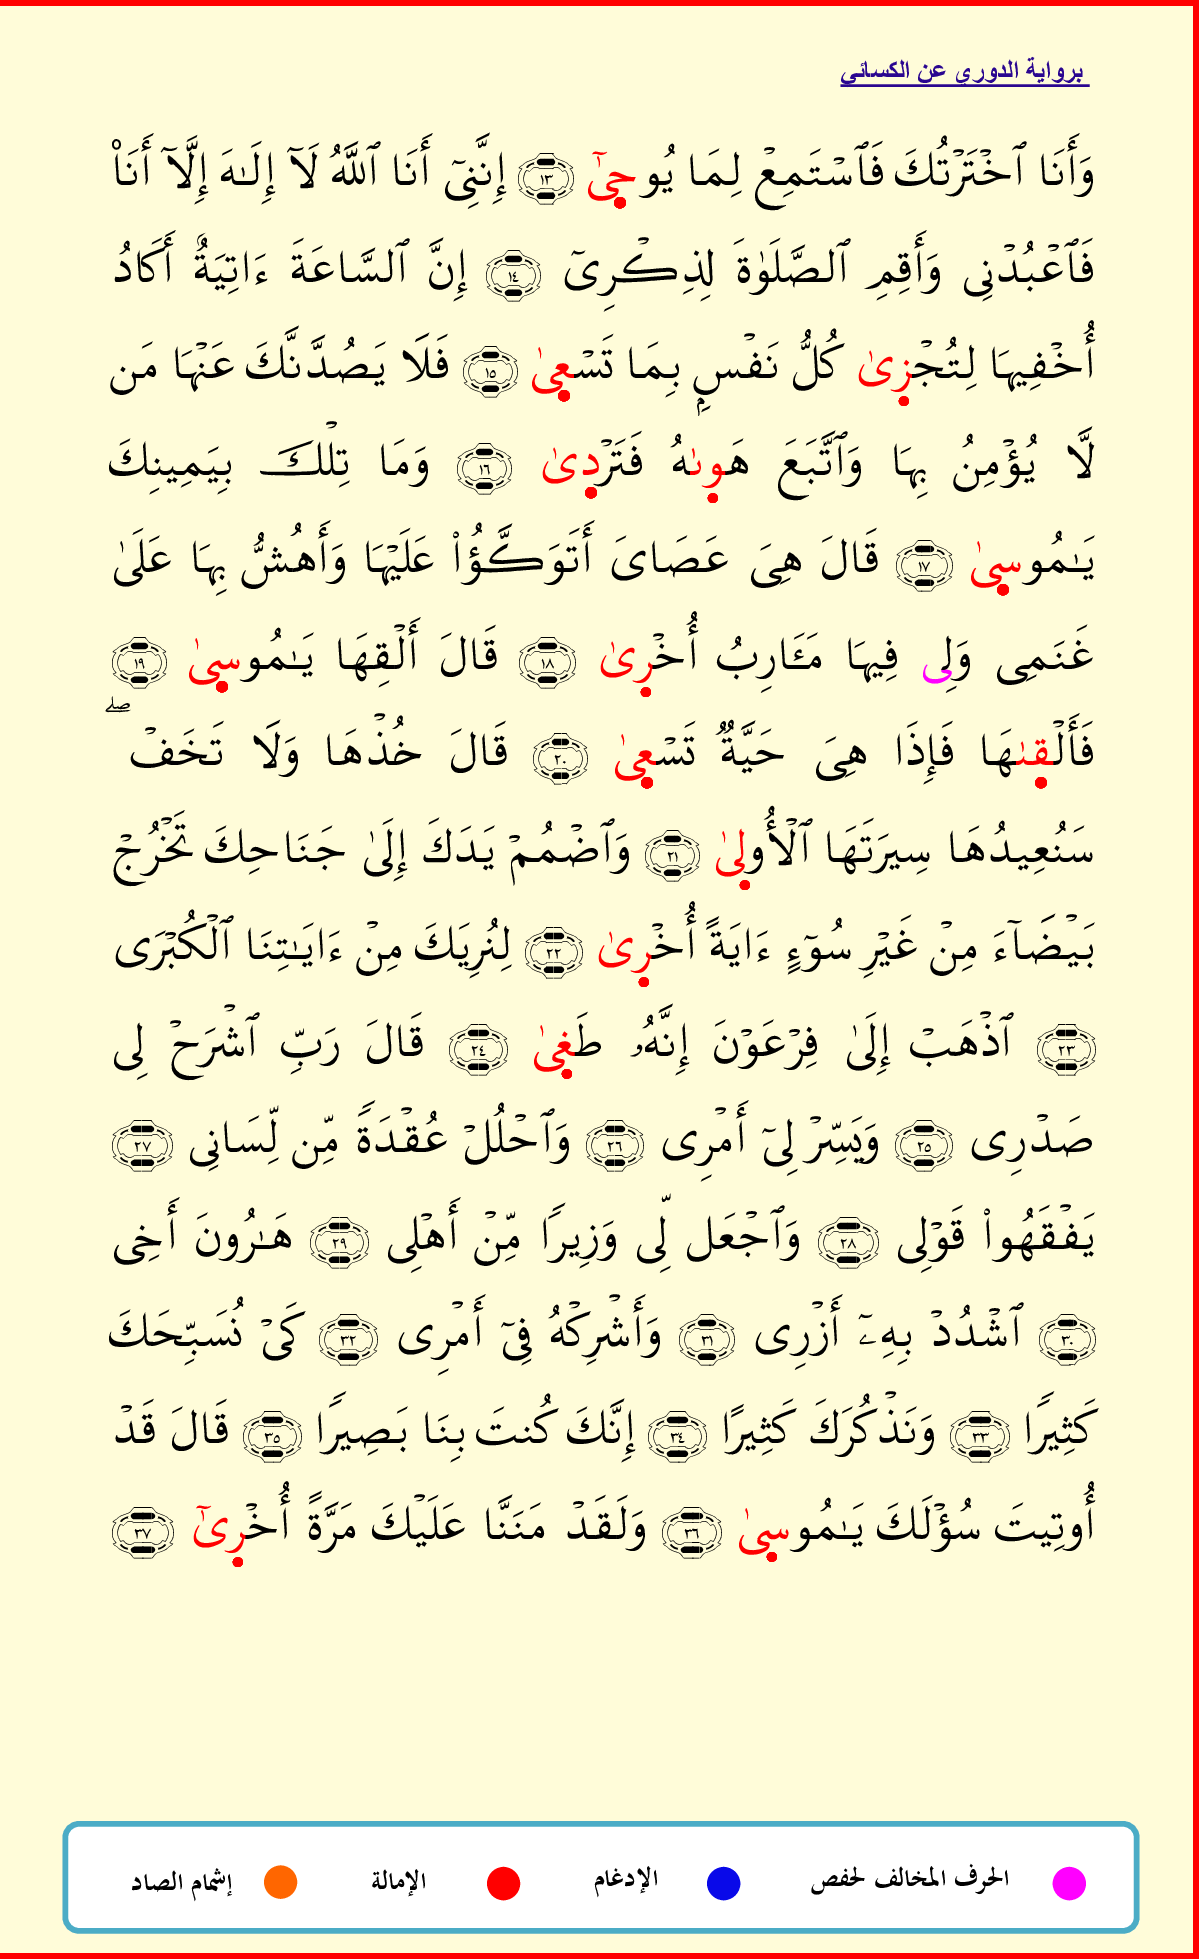 برواية الدوري عن الكسائي
وَأَنَا ٱخۡتَرۡتُكَ فَٱسۡتَمِعۡ لِمَا يُوحِىٰٓ ١٣ إِنَّنِىٓ أَنَا ٱللَّهُ لَآ إِلَـٰهَ إِلَّآ أَنَا۠
فَٱعۡبُدۡنِى وَأَقِمِ ٱلصَّلَوٰةَ لِذِكۡرِىٓ ١٤ إِنَّ ٱلسَّاعَةَ ءَاتِيَةٌ أَكَادُ
أُخۡفِيهَا لِتُجۡزِىٰ كُلُّ نَفۡسِۭ بِمَا تَسۡعِىٰ ١٥ فَلَا يَصُدَّنَّكَ عَنۡهَا مَن
لَّا يُؤۡمِنُ بِهَا وَٱتَّبَعَ هَوىٰهُ فَتَرۡدِىٰ ١٦ وَمَا تِلۡكَ بِيَمِينِكَ
يَـٰمُوسِىٰ ١٧ قَالَ هِىَ عَصَاىَ أَتَوَكَّؤُا۟ عَلَيۡهَا وَأَهُشُّ بِهَا عَلَىٰ
غَنَمِى وَلِى فِيهَا مَـَٔارِبُ أُخۡرِىٰ ١٨ قَالَ أَلۡقِهَا يَـٰمُوسِىٰ ١٩
فَأَلۡقىٰهَا فَإِذَا هِىَ حَيَّةٌ تَسۡعِىٰ ٢٠ قَالَ خُذۡهَا وَلَا تَخَفۡۖ
سَنُعِيدُهَا سِيرَتَهَا ٱلۡأُولِىٰ ٢١ وَٱضۡمُمۡ يَدَكَ إِلَىٰ جَنَاحِكَ تَخۡرُجۡ
بَيۡضَآءَ مِنۡ غَيۡرِ سُوٓءٍ ءَايَةً أُخۡرِىٰ ٢٢ لِنُرِيَكَ مِنۡ ءَايَـٰتِنَا ٱلۡكُبۡرَى
٢٣ ٱذۡهَبۡ إِلَىٰ فِرۡعَوۡنَ إِنَّهُۥ طَغِىٰ ٢٤ قَالَ رَبِّ ٱشۡرَحۡ لِى
صَدۡرِى ٢٥ وَيَسِّرۡ لِىٓ أَمۡرِى ٢٦ وَٱحۡلُلۡ عُقۡدَةً مِّن لِّسَانِى ٢٧
يَفۡقَهُوا۟ قَوۡلِى ٢٨ وَٱجۡعَل لِّى وَزِيرًا مِّنۡ أَهۡلِى ٢٩ هَـٰرُونَ أَخِى
٣٠ ٱشۡدُدۡ بِهِۦٓ أَزۡرِى ٣١ وَأَشۡرِكۡهُ فِىٓ أَمۡرِى ٣٢ كَىۡ نُسَبِّحَكَ
كَثِيرًا ٣٣ وَنَذۡكُرَكَ كَثِيرًا ٣٤ إِنَّكَ كُنتَ بِنَا بَصِيرًا ٣٥ قَالَ قَدۡ
أُوتِيتَ سُؤۡلَكَ يَـٰمُوسِىٰ ٣٦ وَلَقَدۡ مَنَنَّا عَلَيۡكَ مَرَّةً أُخۡرِىٰٓ ٣٧
الحرف المخالف لحفص الإدغام الإمالة إشمام الصاد